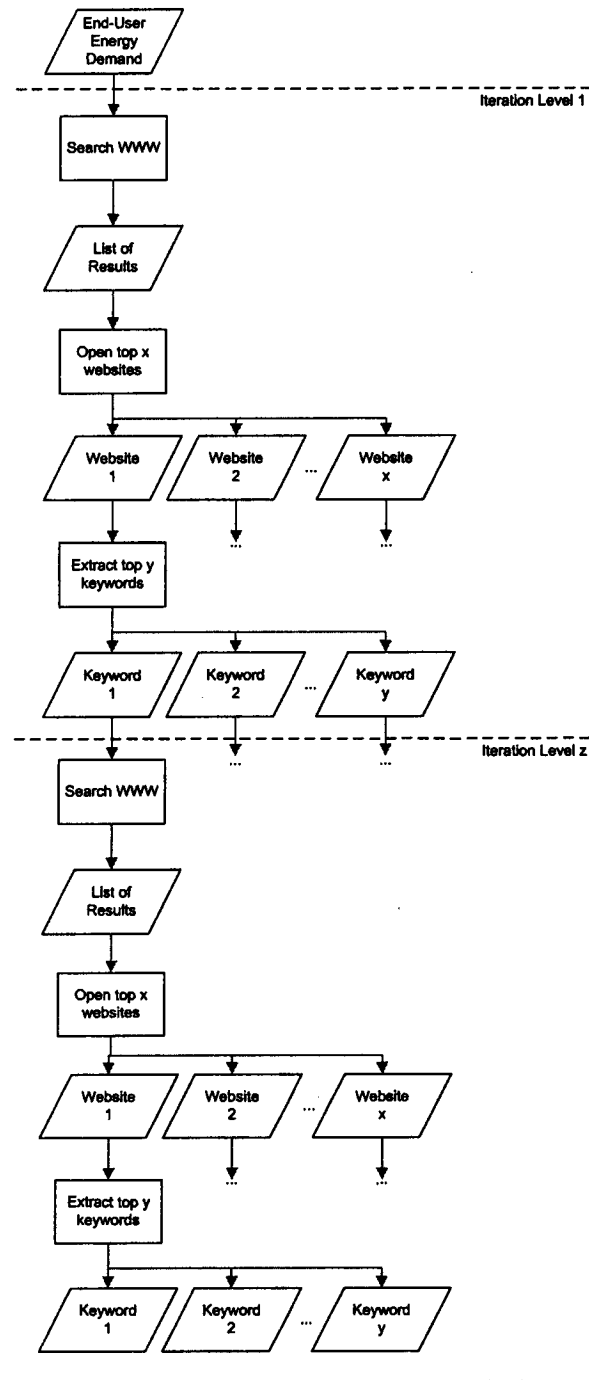 End-User
Energy
Demand
Iteration Level 1
Search WWW
List of
Results
Open top x
websites
Website
1
Website
2
...
Website
x
...
...
Extract top y
keywords
Keyword
1
Keyword
2
...
Keyword
y
Iteration Level z
...
...
Search WWW
List of
Results
Open top x
websites
Website
1
Website
2
...
Website
x
...
...
Extract top y
keywords
Keyword
1
Keyword
2
...
Keyword
y